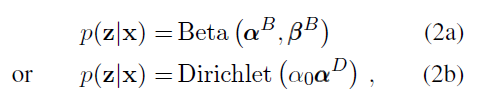 p(z|x) = Beta (α^B, β^B) (2a)
or p(z|x) = Dirichlet (α₀α^D) , (2b)